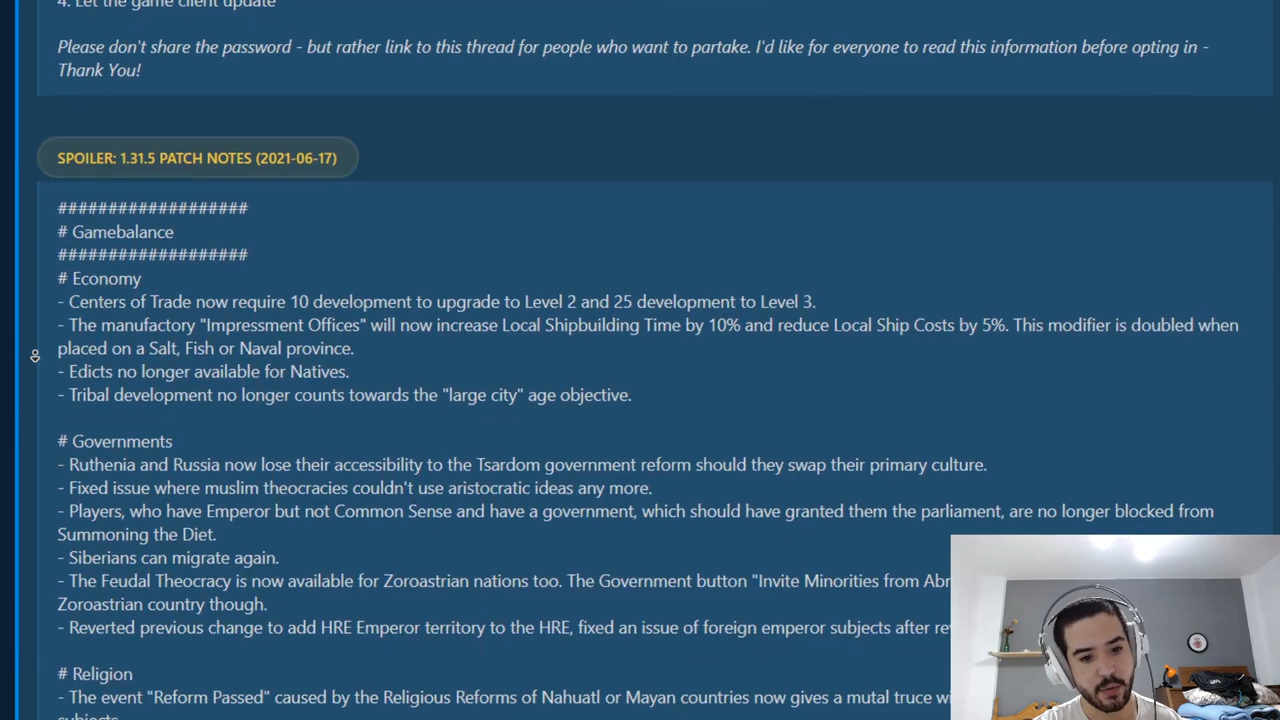 4. Let the game client update
Please don't share the password - but rather link to this thread for people who want to partake. I'd like for everyone to read this information before opting in -
Thank You!
SPOILER: 1.31.5 PATCH NOTES (2021-06-17)
###################
# Gamebalance
###################
# Economy
- Centers of Trade now require 10 development to upgrade to Level 2 and 25 development to Level 3.
- The manufactory "Impressment Offices" will now increase Local Shipbuilding Time by 10% and reduce Local Ship Costs by 5%. This modifier is doubled when
placed on a Salt, Fish or Naval province.
- Edicts no longer available for Natives.
- Tribal development no longer counts towards the "large city" age objective.
# Governments
- Ruthenia and Russia now lose their accessibility to the Tsardom government reform should they swap their primary culture.
- Fixed issue where muslim theocracies couldn't use aristocratic ideas any more.
- Players, who have Emperor but not Common Sense and have a government, which should have granted them the parliament, are no longer blocked from
Summoning the Diet.
- Siberians can migrate again.
- The Feudal Theocracy is now available for Zoroastrian nations too. The Government button "Invite Minorities from
Zoroastrian country though.
- Reverted previous change to add HRE Emperor territory to the HRE, fixed an issue of foreign emperor subjects after
# Religion
- The event "Reform Passed" caused by the Religious Reforms of Nahuatl or Mayan countries now gives a mutal truce
subjects